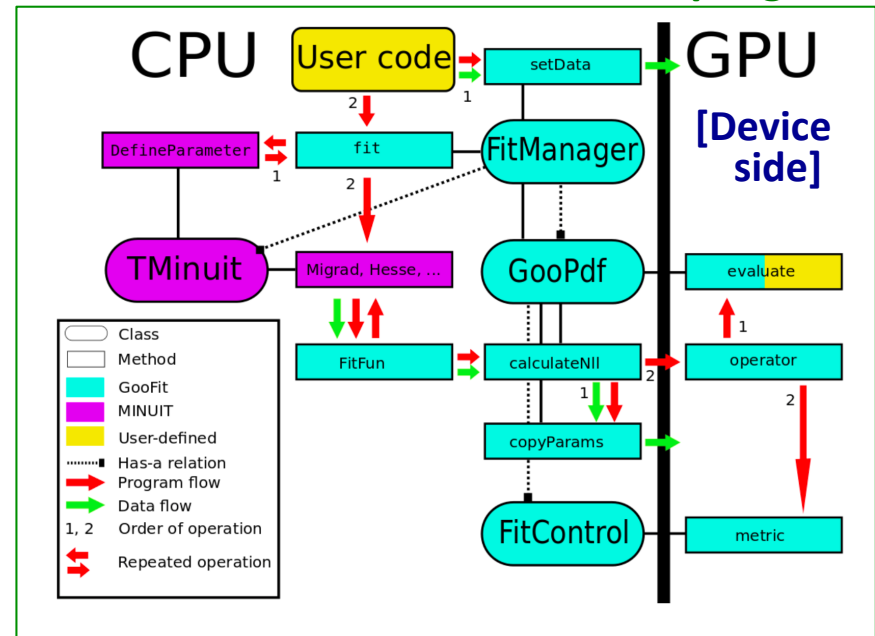 CPU
User code
setData
GPU
1
2
[Device
side]
DefineParameter
fit
FitManager
1
2
TMinuit
Migrad, Hesse, ...
GooPdf
evaluate
1
Class
Method
GooFit
MINUIT
User-defined
Has-a relation
Program flow
Data flow
1, 2 Order of operation
Repeated operation
FitFun
calculateNll
2
operator
1
2
copyParams
FitControl
metric